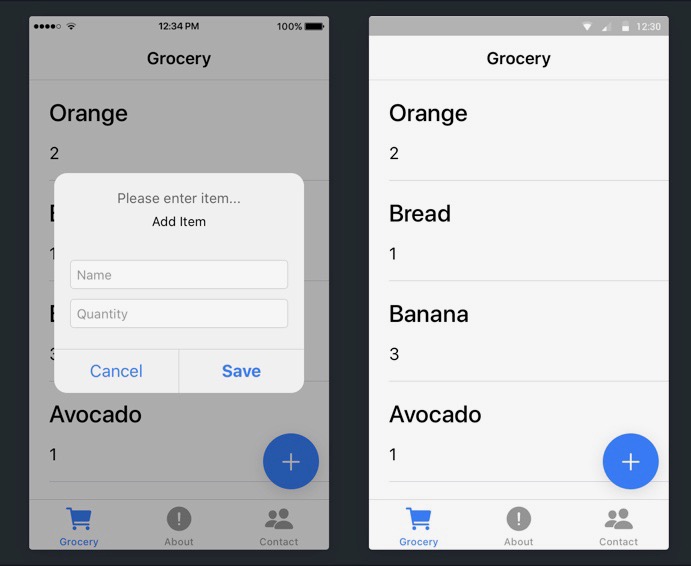 12:34 PM 100%
Grocery
Orange
2
Please enter item...
Add Item
1
Name
Quantity
3
Cancel Save
Avocado
1
Grocery About Contact
12:30
Grocery
Orange
2
Bread
1
Banana
3
Avocado
1
Grocery About Contact